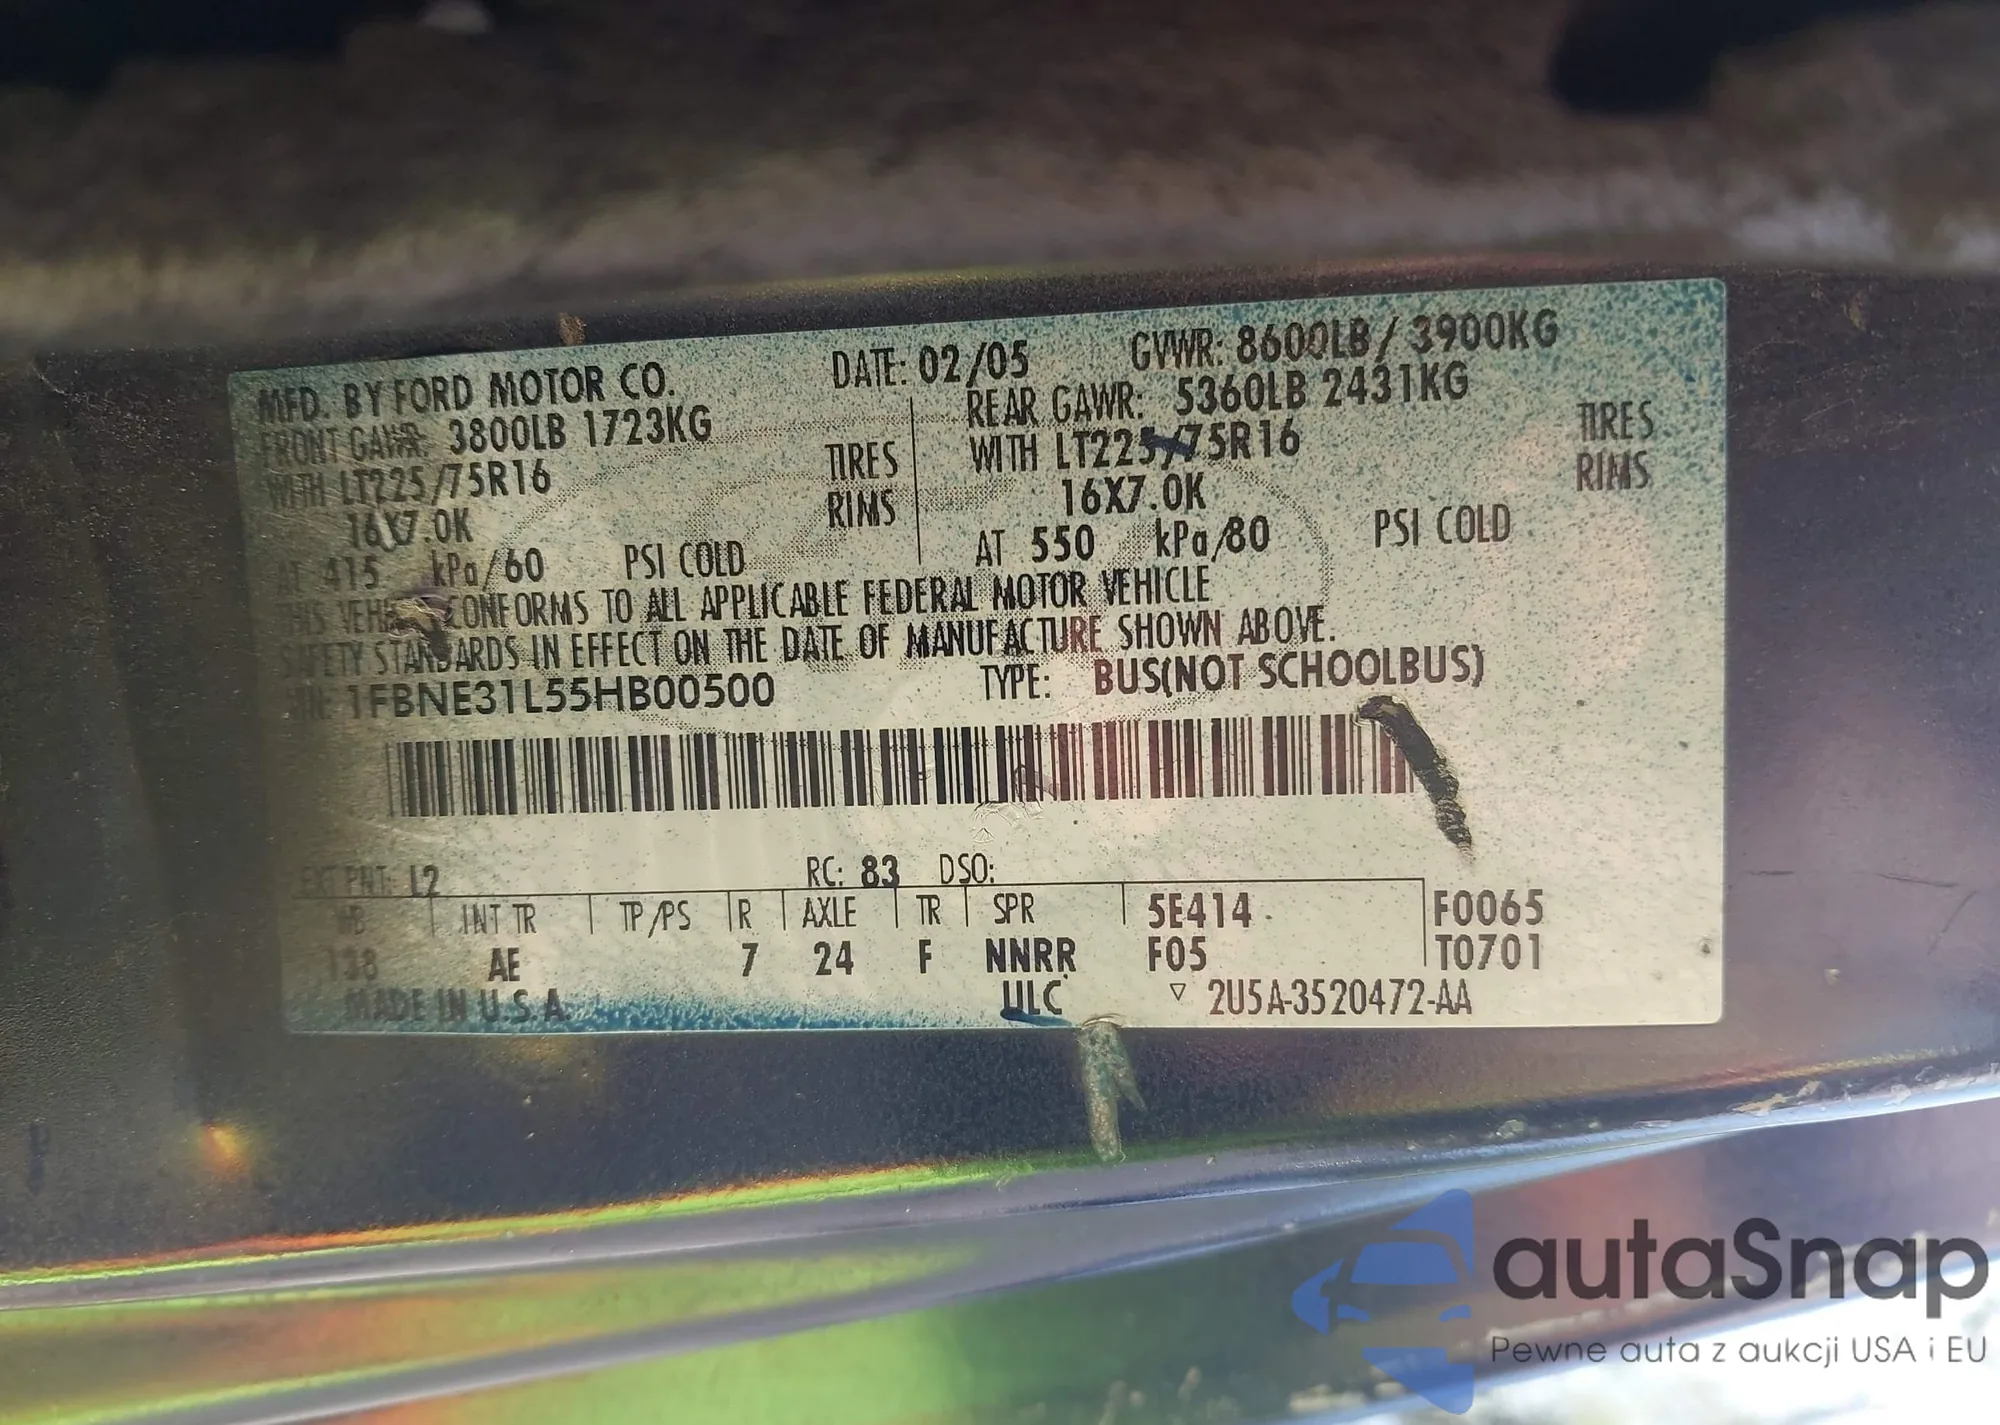 MFD. BY FORD MOTOR CO. DATE: 02/05 GVWR: 8600LB / 3900KG
FRONT GAWR: 3800LB 1723KG REAR GAWR: 5360LB 2431KG
WITH LT225/75R16 TIRES WITH LT225/75R16 TIRES
16X7.0K RIMS 16X7.0K RIMS
AT 415 kPa/60 PSI COLD AT 550 kPa/80 PSI COLD
THIS VEHICLE CONFORMS TO ALL APPLICABLE FEDERAL MOTOR VEHICLE
SAFETY STANDARDS IN EFFECT ON THE DATE OF MANUFACTURE SHOWN ABOVE.
VIN: 1FBNE31L55HB00500 TYPE: BUS(NOT SCHOOLBUS)
EXT PNT: L2 RC: 83 DSO:
WB INT TR TP/PS R AXLE TR SPR 5E414 F0065
138 AE 7 24 F NNRR F05 T0701
MADE IN U.S.A. ULC ▽ 2U5A-3520472-AA
autaSnap
Pewne auta z aukcji USA i EU